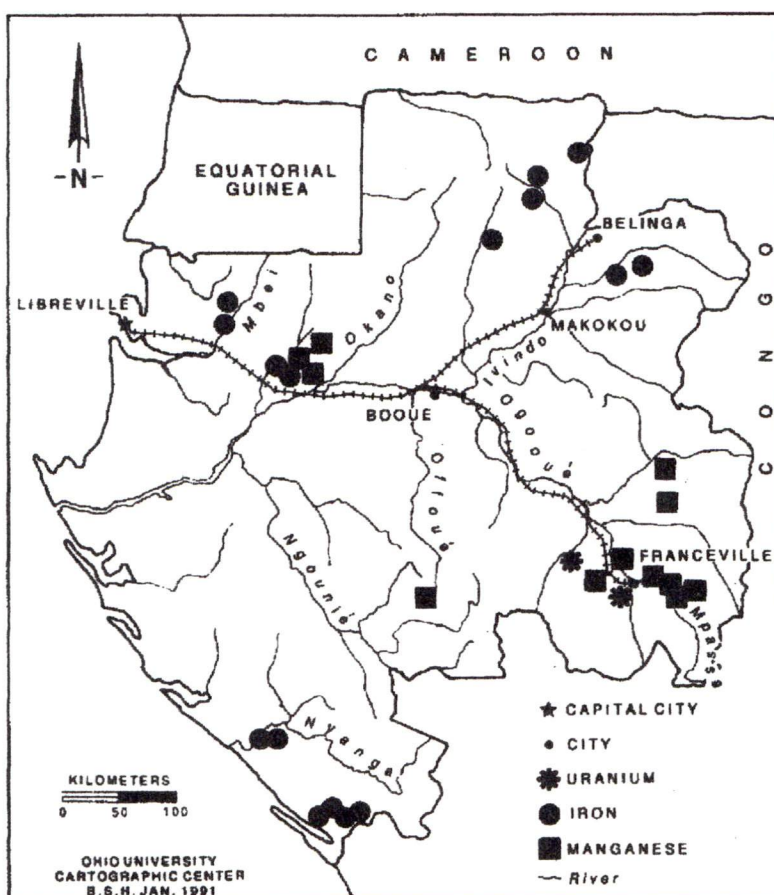 CAMEROON
-N-
EQUATORIAL
GUINEA
BELINGA
LIBREVILLE
Mbei
Okano
MAKOKOU
CONGO
Ivindo
BOOUE
Ogooué
Offoué
Ngounié
FRANCEVILLE
Mpassa
Nyanga
CAPITAL CITY
CITY
URANIUM
IRON
MANGANESE
River
KILOMETERS
0 50 100
OHIO UNIVERSITY
CARTOGRAPHIC CENTER
B.S.H. JAN. 1991